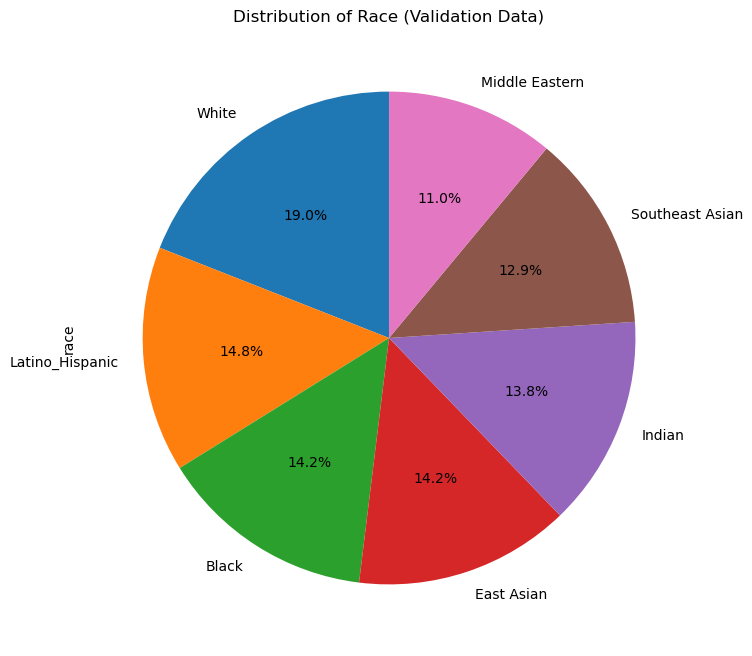 Distribution of Race (Validation Data)
Middle Eastern
White
11.0%
19.0%
Southeast Asian
12.9%
race
14.8%
Latino_Hispanic
13.8%
Indian
14.2%
14.2%
Black
East Asian